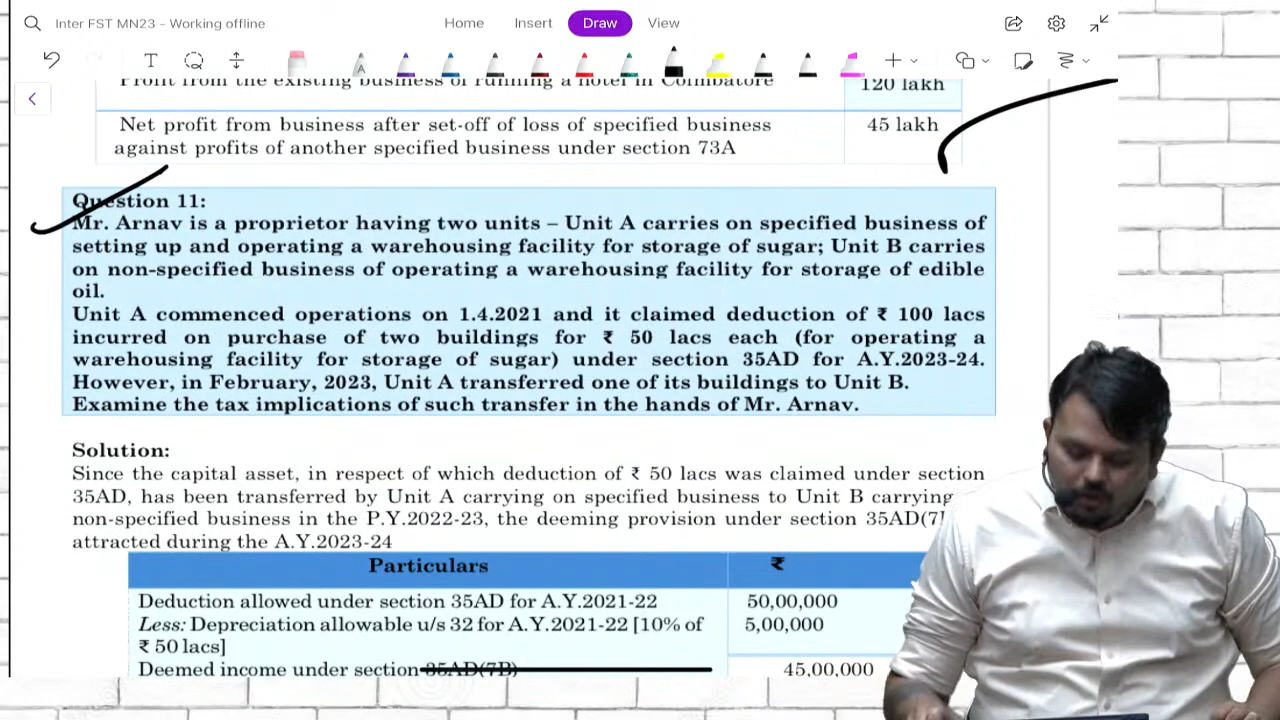 Inter FST MN23 - Working offline
Home Insert Draw View
Profit from the existing business of running a hotel in Coimbatore 120 lakh
Net profit from business after set-off of loss of specified business 45 lakh
against profits of another specified business under section 73A
Question 11:
Mr. Arnav is a proprietor having two units – Unit A carries on specified business of
setting up and operating a warehousing facility for storage of sugar; Unit B carries
on non-specified business of operating a warehousing facility for storage of edible
oil.
Unit A commenced operations on 1.4.2021 and it claimed deduction of ₹ 100 lacs
incurred on purchase of two buildings for ₹ 50 lacs each (for operating a
warehousing facility for storage of sugar) under section 35AD for A.Y.2023-24.
However, in February, 2023, Unit A transferred one of its buildings to Unit B.
Examine the tax implications of such transfer in the hands of Mr. Arnav.
Solution:
Since the capital asset, in respect of which deduction of ₹ 50 lacs was claimed under section
35AD, has been transferred by Unit A carrying on specified business to Unit B carrying
non-specified business in the P.Y.2022-23, the deeming provision under section 35AD(7
attracted during the A.Y.2023-24
Particulars ₹
Deduction allowed under section 35AD for A.Y.2021-22 50,00,000
Less: Depreciation allowable u/s 32 for A.Y.2021-22 [10% of 5,00,000
₹ 50 lacs]
Deemed income under section 35AD(7B) 45,00,000